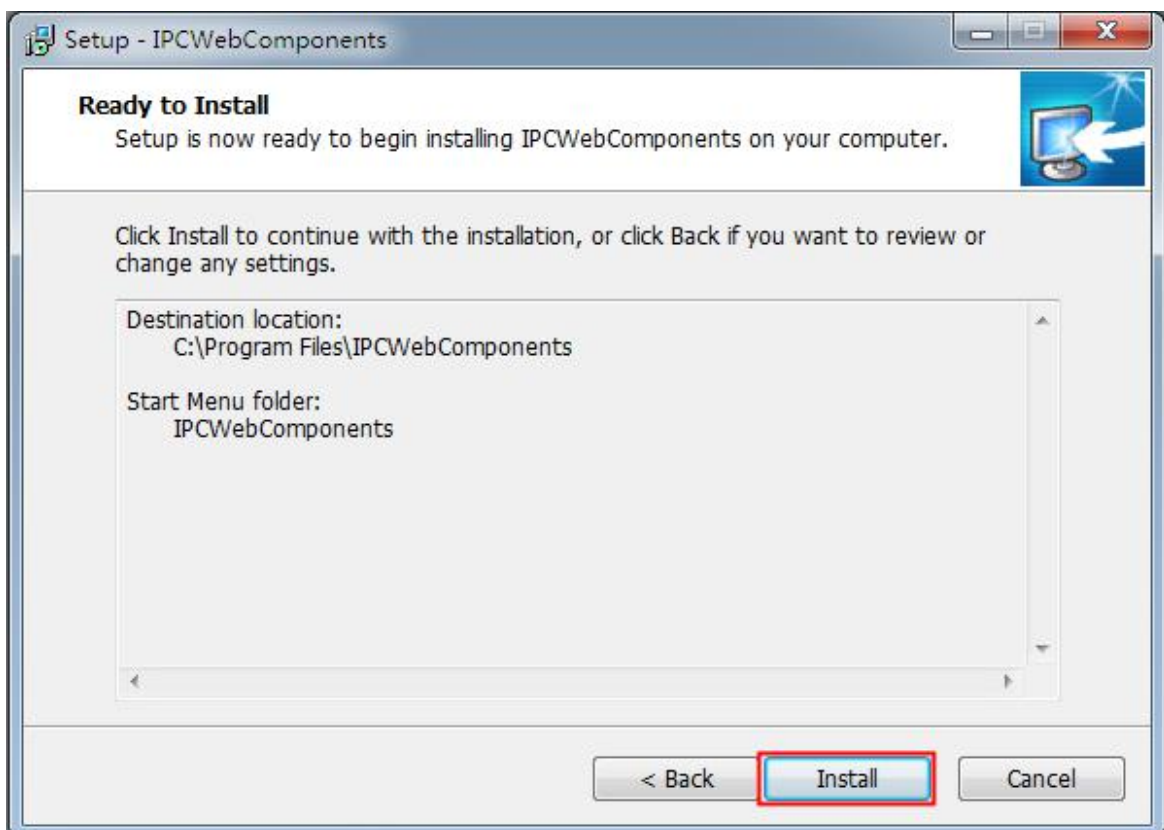 Setup - IPCWebComponents
Ready to Install
Setup is now ready to begin installing IPCWebComponents on your computer.
Click Install to continue with the installation, or click Back if you want to review or
change any settings.
Destination location:
C:\Program Files\IPCWebComponents
Start Menu folder:
IPCWebComponents
< Back Install Cancel